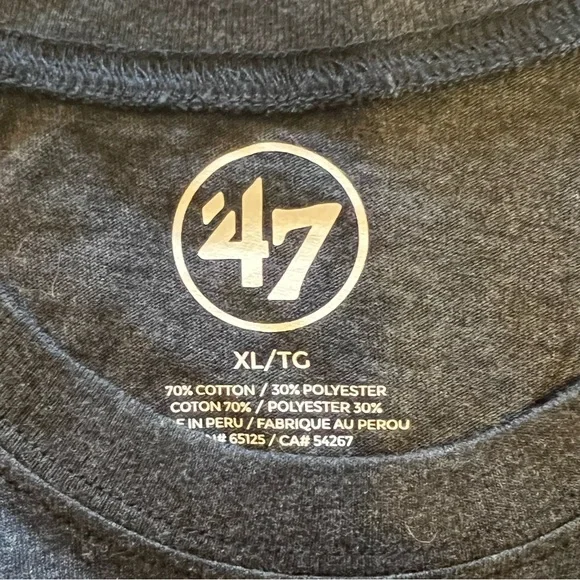 '47
XL/TG
70% COTTON / 30% POLYESTER
COTON 70% / POLYESTER 30%
IN PERU / FABRIQUE AU PEROU
65125 / CA# 54267